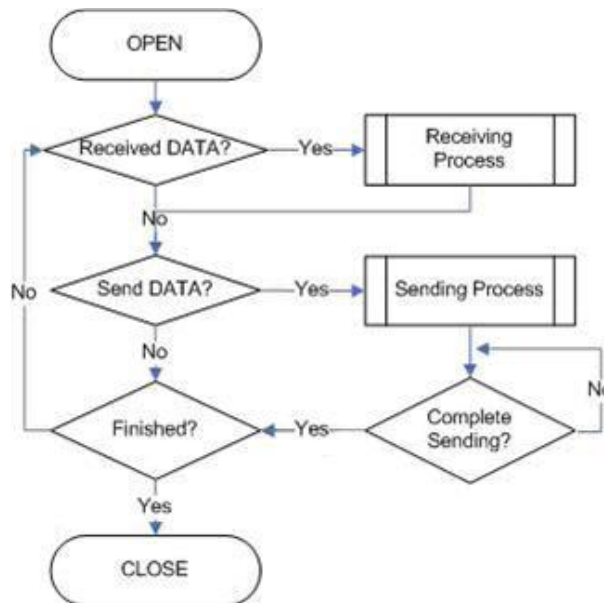 OPEN
Received DATA?
Yes
Receiving
Process
No
Send DATA?
Yes
Sending Process
No
No
Finished?
Yes
Complete
Sending?
No
Yes
CLOSE